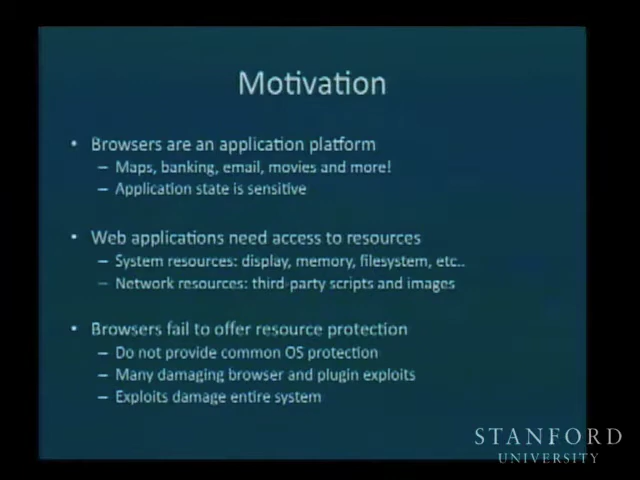 Motivation
• Browsers are an application platform
– Maps, banking, email, movies and more!
– Application state is sensitive
• Web applications need access to resources
– System resources: display, memory, filesystem, etc..
– Network resources: third-party scripts and images
• Browsers fail to offer resource protection
– Do not provide common OS protection
– Many damaging browser and plugin exploits
– Exploits damage entire system
STANFORD
UNIVERSITY